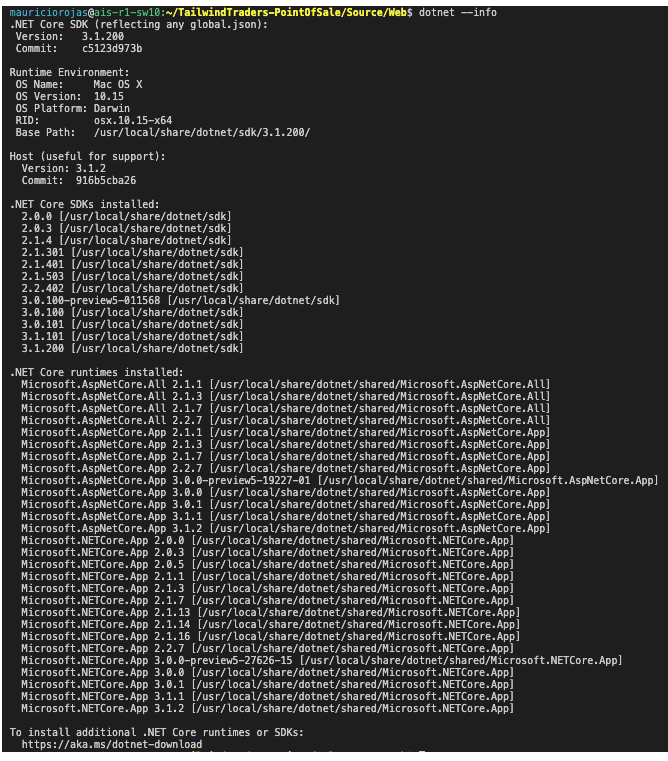 mauriciorojas@ais-r1-sw10:~/TailwindTraders-PointOfSale/Source/Web$ dotnet --info
.NET Core SDK (reflecting any global.json):
 Version:   3.1.200
 Commit:    c5123d973b

Runtime Environment:
 OS Name:     Mac OS X
 OS Version:  10.15
 OS Platform: Darwin
 RID:         osx.10.15-x64
 Base Path:   /usr/local/share/dotnet/sdk/3.1.200/

Host (useful for support):
  Version: 3.1.2
  Commit:  916b5cba26

.NET Core SDKs installed:
  2.0.0 [/usr/local/share/dotnet/sdk]
  2.0.3 [/usr/local/share/dotnet/sdk]
  2.1.4 [/usr/local/share/dotnet/sdk]
  2.1.301 [/usr/local/share/dotnet/sdk]
  2.1.401 [/usr/local/share/dotnet/sdk]
  2.1.503 [/usr/local/share/dotnet/sdk]
  2.2.402 [/usr/local/share/dotnet/sdk]
  3.0.100-preview5-011568 [/usr/local/share/dotnet/sdk]
  3.0.100 [/usr/local/share/dotnet/sdk]
  3.0.101 [/usr/local/share/dotnet/sdk]
  3.1.101 [/usr/local/share/dotnet/sdk]
  3.1.200 [/usr/local/share/dotnet/sdk]

.NET Core runtimes installed:
  Microsoft.AspNetCore.All 2.1.1 [/usr/local/share/dotnet/shared/Microsoft.AspNetCore.All]
  Microsoft.AspNetCore.All 2.1.3 [/usr/local/share/dotnet/shared/Microsoft.AspNetCore.All]
  Microsoft.AspNetCore.All 2.1.7 [/usr/local/share/dotnet/shared/Microsoft.AspNetCore.All]
  Microsoft.AspNetCore.All 2.2.7 [/usr/local/share/dotnet/shared/Microsoft.AspNetCore.All]
  Microsoft.AspNetCore.App 2.1.1 [/usr/local/share/dotnet/shared/Microsoft.AspNetCore.App]
  Microsoft.AspNetCore.App 2.1.3 [/usr/local/share/dotnet/shared/Microsoft.AspNetCore.App]
  Microsoft.AspNetCore.App 2.1.7 [/usr/local/share/dotnet/shared/Microsoft.AspNetCore.App]
  Microsoft.AspNetCore.App 2.2.7 [/usr/local/share/dotnet/shared/Microsoft.AspNetCore.App]
  Microsoft.AspNetCore.App 3.0.0-preview5-19227-01 [/usr/local/share/dotnet/shared/Microsoft.AspNetCore.App]
  Microsoft.AspNetCore.App 3.0.0 [/usr/local/share/dotnet/shared/Microsoft.AspNetCore.App]
  Microsoft.AspNetCore.App 3.0.1 [/usr/local/share/dotnet/shared/Microsoft.AspNetCore.App]
  Microsoft.AspNetCore.App 3.1.1 [/usr/local/share/dotnet/shared/Microsoft.AspNetCore.App]
  Microsoft.AspNetCore.App 3.1.2 [/usr/local/share/dotnet/shared/Microsoft.AspNetCore.App]
  Microsoft.NETCore.App 2.0.0 [/usr/local/share/dotnet/shared/Microsoft.NETCore.App]
  Microsoft.NETCore.App 2.0.3 [/usr/local/share/dotnet/shared/Microsoft.NETCore.App]
  Microsoft.NETCore.App 2.0.5 [/usr/local/share/dotnet/shared/Microsoft.NETCore.App]
  Microsoft.NETCore.App 2.1.1 [/usr/local/share/dotnet/shared/Microsoft.NETCore.App]
  Microsoft.NETCore.App 2.1.3 [/usr/local/share/dotnet/shared/Microsoft.NETCore.App]
  Microsoft.NETCore.App 2.1.7 [/usr/local/share/dotnet/shared/Microsoft.NETCore.App]
  Microsoft.NETCore.App 2.1.13 [/usr/local/share/dotnet/shared/Microsoft.NETCore.App]
  Microsoft.NETCore.App 2.1.14 [/usr/local/share/dotnet/shared/Microsoft.NETCore.App]
  Microsoft.NETCore.App 2.1.16 [/usr/local/share/dotnet/shared/Microsoft.NETCore.App]
  Microsoft.NETCore.App 2.2.7 [/usr/local/share/dotnet/shared/Microsoft.NETCore.App]
  Microsoft.NETCore.App 3.0.0-preview5-27626-15 [/usr/local/share/dotnet/shared/Microsoft.NETCore.App]
  Microsoft.NETCore.App 3.0.0 [/usr/local/share/dotnet/shared/Microsoft.NETCore.App]
  Microsoft.NETCore.App 3.0.1 [/usr/local/share/dotnet/shared/Microsoft.NETCore.App]
  Microsoft.NETCore.App 3.1.1 [/usr/local/share/dotnet/shared/Microsoft.NETCore.App]
  Microsoft.NETCore.App 3.1.2 [/usr/local/share/dotnet/shared/Microsoft.NETCore.App]

To install additional .NET Core runtimes or SDKs:
  https://aka.ms/dotnet-download